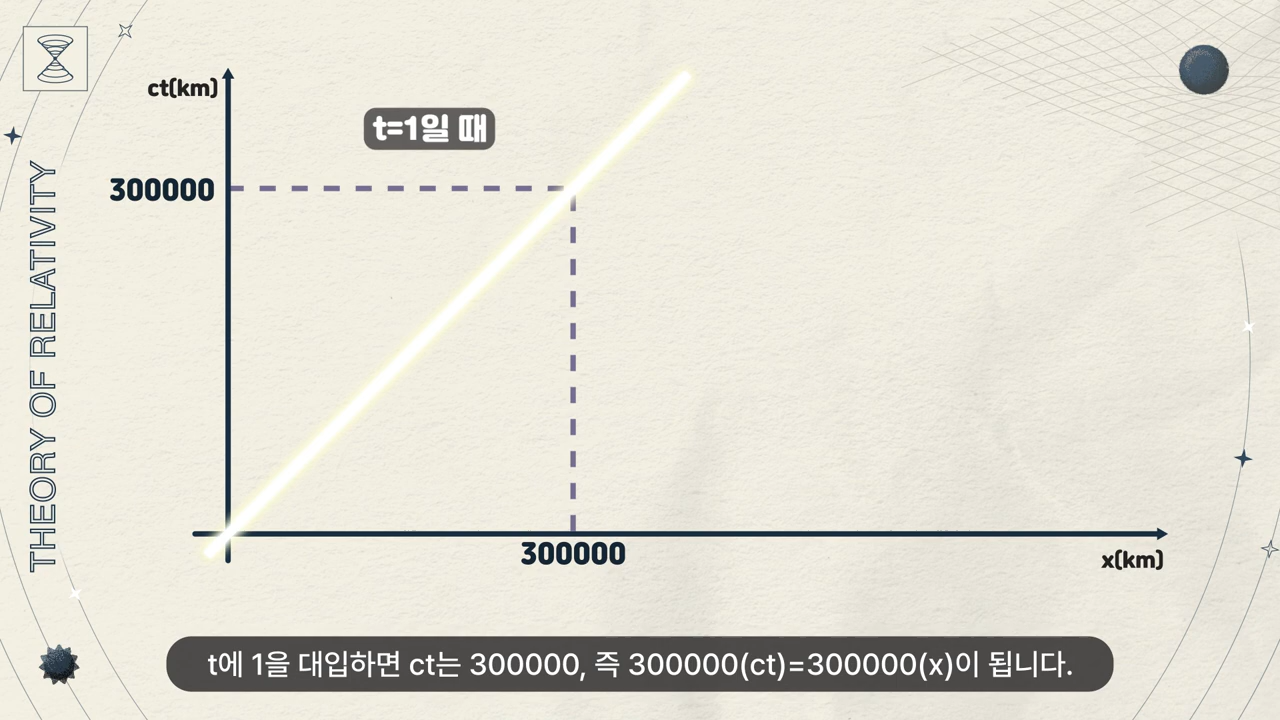 THEORY OF RELATIVITY
ct(km)
t=1일 때
300000
300000
x(km)
t에 1을 대입하면 ct는 300000, 즉 300000(ct)=300000(x)이 됩니다.